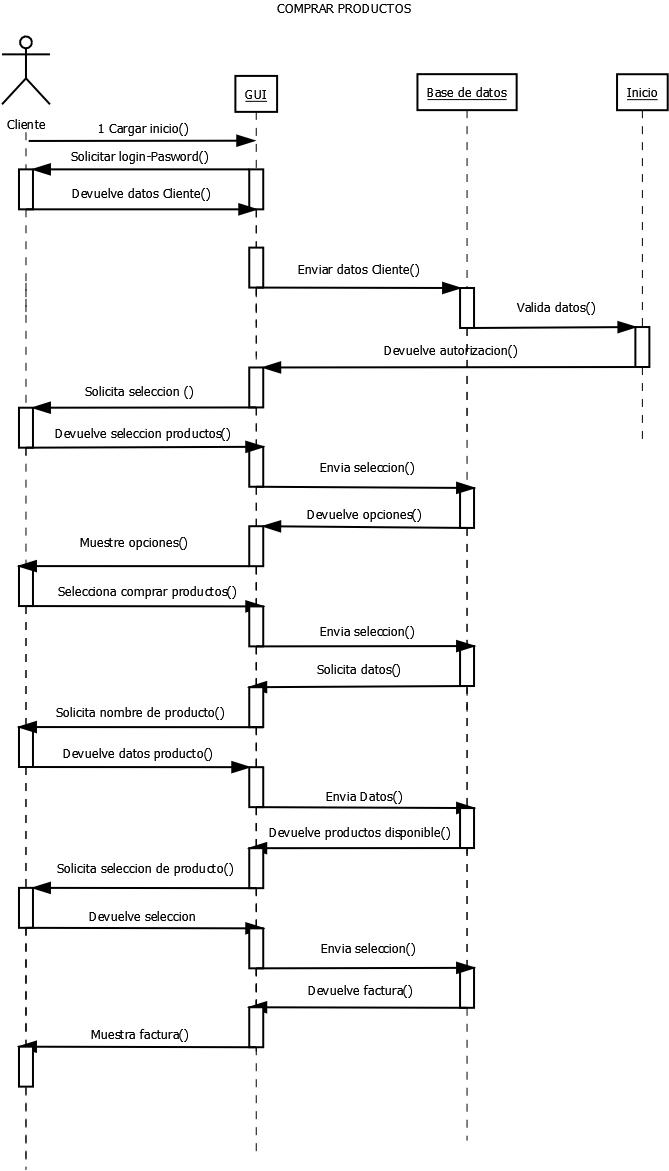 COMPRAR PRODUCTOS
Cliente
GUI
Base de datos
Inicio
1 Cargar inicio()
Solicitar login-Pasword()
Devuelve datos Cliente()
Enviar datos Cliente()
Valida datos()
Devuelve autorizacion()
Solicita seleccion ()
Devuelve seleccion productos()
Envia seleccion()
Devuelve opciones()
Muestre opciones()
Selecciona comprar productos()
Envia seleccion()
Solicita datos()
Solicita nombre de producto()
Devuelve datos producto()
Envia Datos()
Devuelve productos disponible()
Solicita seleccion de producto()
Devuelve seleccion
Envia seleccion()
Devuelve factura()
Muestra factura()